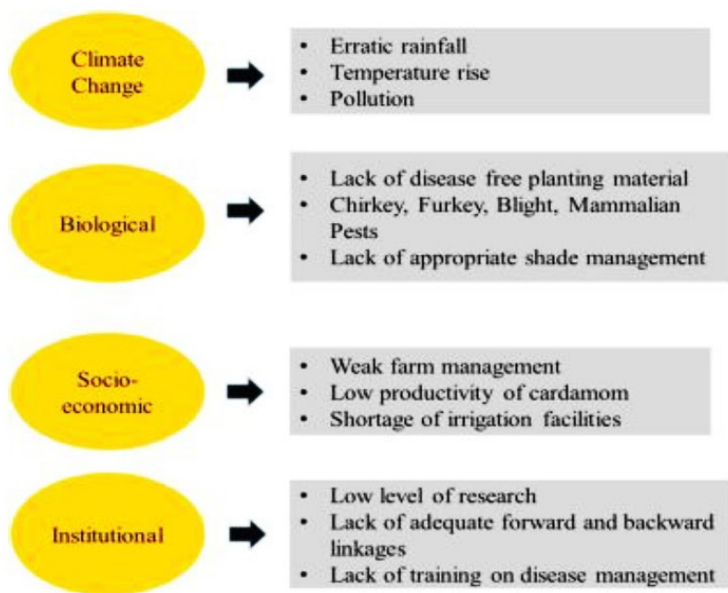 Climate
Change
• Erratic rainfall
• Temperature rise
• Pollution
Biological
• Lack of disease free planting material
• Chirkey, Furkey, Blight, Mammalian
Pests
• Lack of appropriate shade management
Socio-
economic
• Weak farm management
• Low productivity of cardamom
• Shortage of irrigation facilities
Institutional
• Low level of research
• Lack of adequate forward and backward
linkages
• Lack of training on disease management